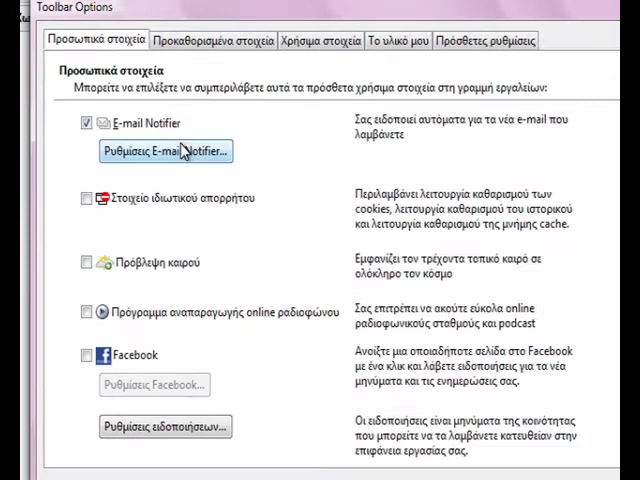 Toolbar Options
Προσωπικά στοιχεία
Προκαθορισμένα στοιχεία
Χρήσιμα στοιχεία
Το υλικό μου
Πρόσθετες ρυθμίσεις
Προσωπικά στοιχεία
Μπορείτε να επιλέξετε να συμπεριλάβετε αυτά τα πρόσθετα χρήσιμα στοιχεία στη γραμμή εργαλείων:
E-mail Notifier
Σας ειδοποιεί αυτόματα για τα νέα e-mail που
λαμβάνετε
Ρυθμίσεις E-mail Notifier...
Στοιχείο ιδιωτικού απορρήτου
Περιλαμβάνει λειτουργία καθαρισμού των
cookies, λειτουργία καθαρισμού του ιστορικού
και λειτουργία καθαρισμού της μνήμης cache.
Πρόβλεψη καιρού
Εμφανίζει τον τρέχοντα τοπικό καιρό σε
ολόκληρο τον κόσμο
Πρόγραμμα αναπαραγωγής online ραδιοφώνου
Σας επιτρέπει να ακούτε εύκολα online
ραδιοφωνικούς σταθμούς και podcast
Facebook
Ανοίξτε μια οποιαδήποτε σελίδα στο Facebook
με ένα κλικ και λάβετε ειδοποιήσεις για τα νέα
μηνύματα και τις ενημερώσεις σας.
Ρυθμίσεις Facebook...
Ρυθμίσεις ειδοποιήσεων...
Οι ειδοποιήσεις είναι μηνύματα της κοινότητας
που μπορείτε να τα λαμβάνετε κατευθείαν στην
επιφάνεια εργασίας σας.